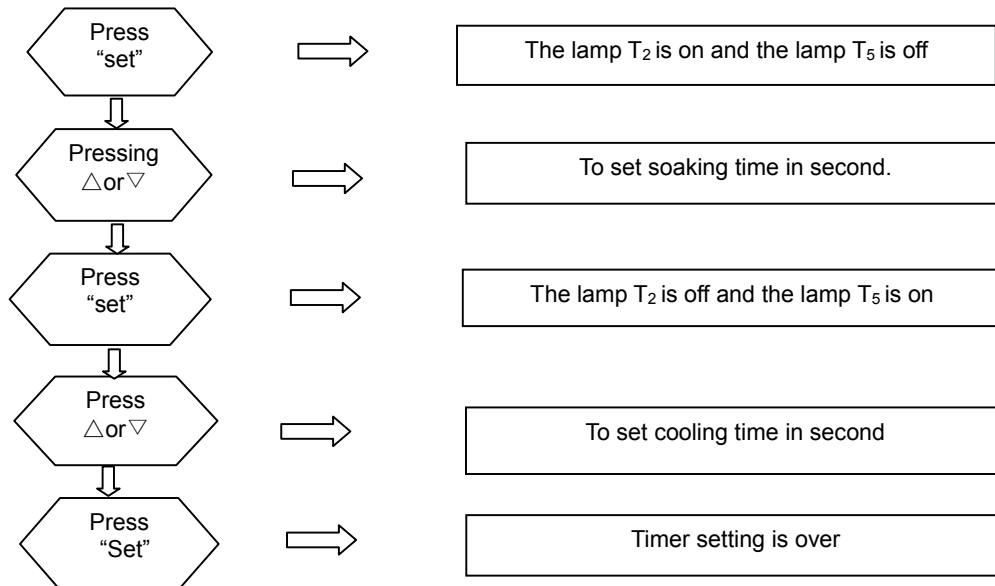 Press
“set”
The lamp T₂ is on and the lamp T₅ is off
Pressing
△or▽
To set soaking time in second.
Press
“set”
The lamp T₂ is off and the lamp T₅ is on
Press
△or▽
To set cooling time in second
Press
“Set”
Timer setting is over